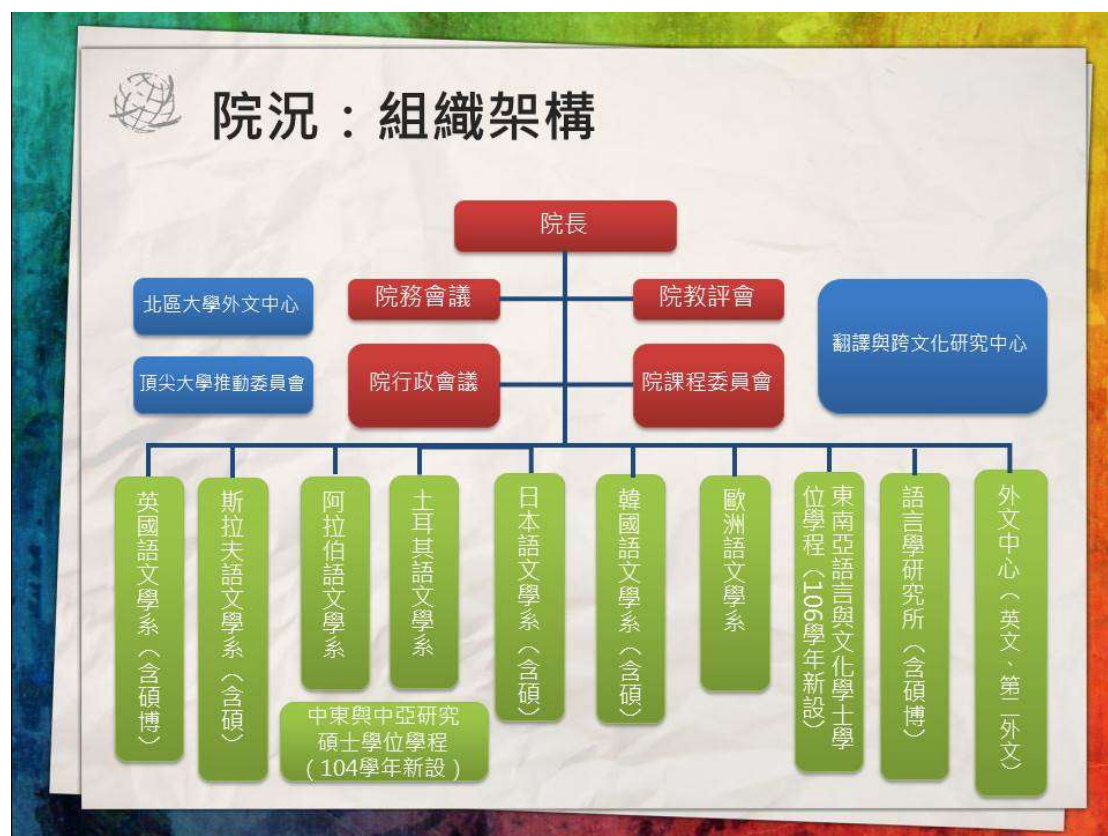 院況：組織架構
院長
北區大學外文中心
院務會議
院教評會
翻譯與跨文化研究中心
頂尖大學推動委員會
院行政會議
院課程委員會
英國語文學系（含碩博）
斯拉夫語文學系（含碩）
阿拉伯語文學系
土耳其語文學系
中東與中亞研究
碩士學位學程
（104學年新設）
日本語文學系（含碩）
韓國語文學系（含碩）
歐洲語文學系
東南亞語言與文化學士學
位學程（106學年新設）
語言學研究所（含碩博）
外文中心（英文、第二外文）